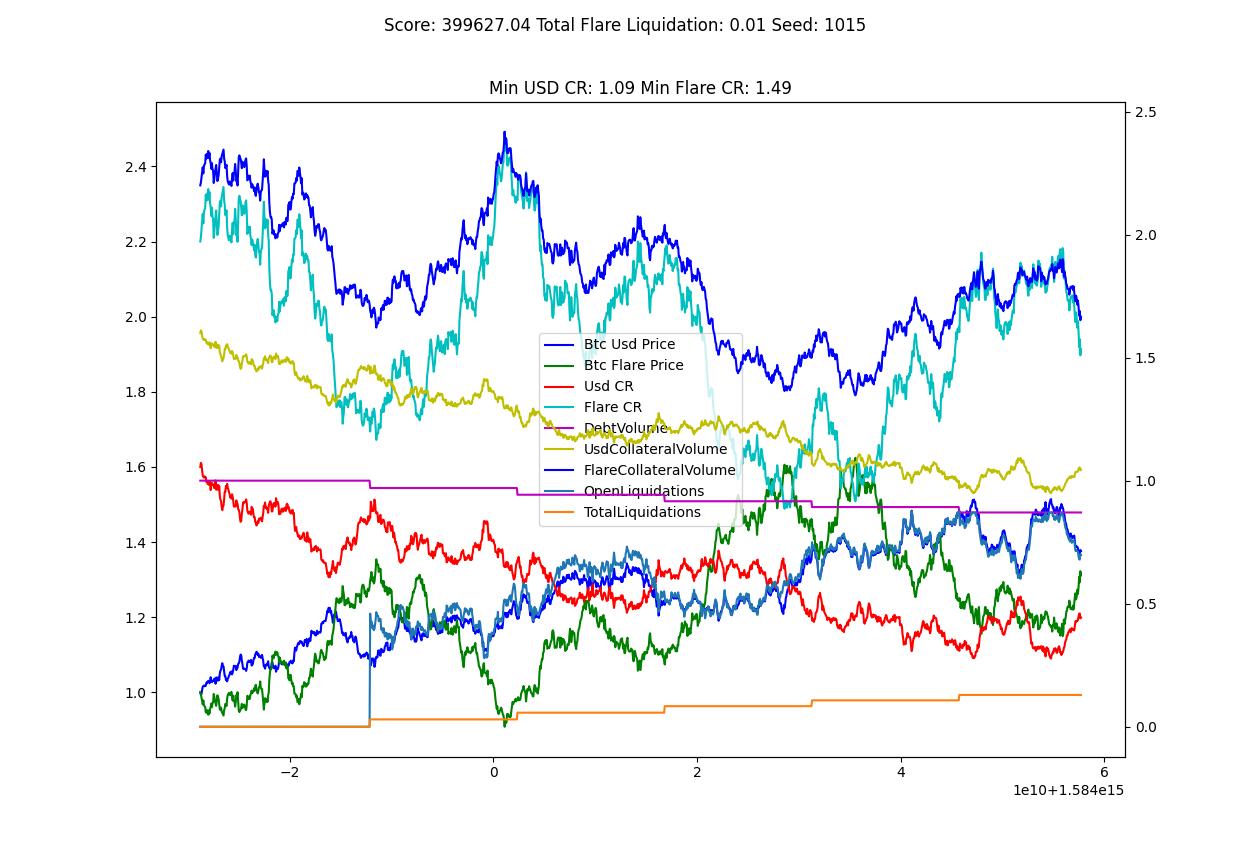 Score: 399627.04 Total Flare Liquidation: 0.01 Seed: 1015
Min USD CR: 1.09 Min Flare CR: 1.49
2.5
2.4
2.2
2.0
2.0
1.8
1.5
1.6
1.4
1.0
1.2
0.5
1.0
0.0
Btc Usd Price
Btc Flare Price
Usd CR
Flare CR
DebtVolume
UsdCollateralVolume
FlareCollateralVolume
OpenLiquidations
TotalLiquidations
−2 0 2 4 6
1e10+1.584e15